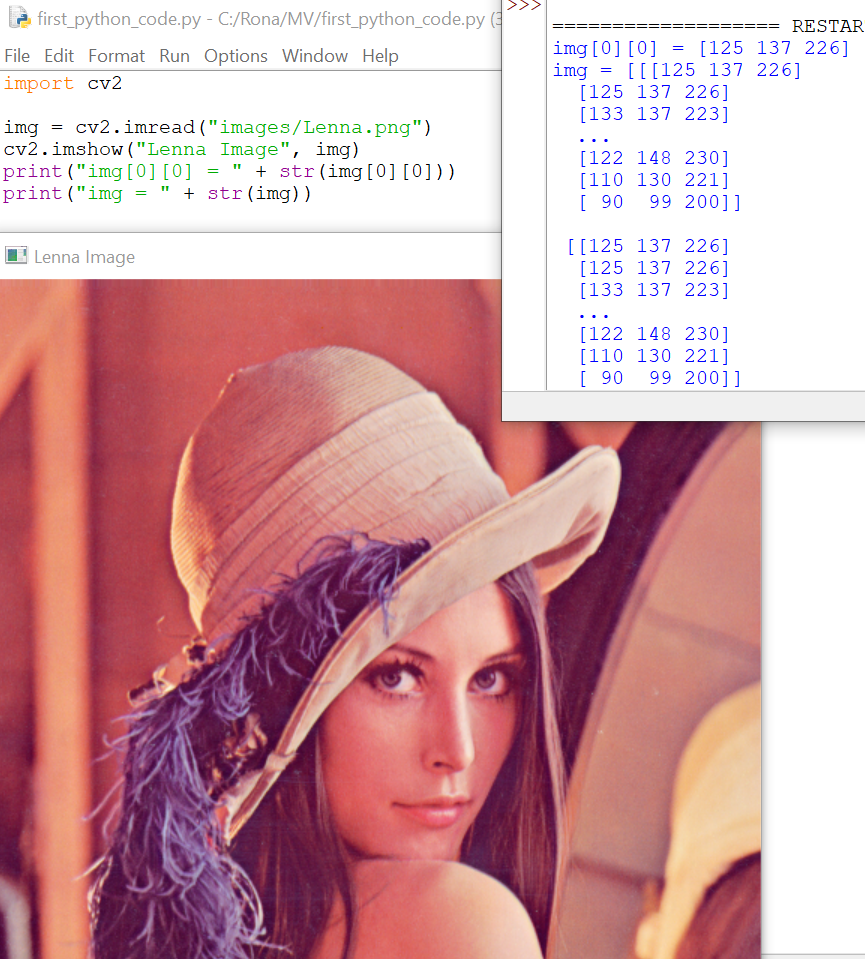 first_python_code.py - C:/Rona/MV/first_python_code.py (3
File Edit Format Run Options Window Help
import cv2
img = cv2.imread("images/Lenna.png")
cv2.imshow("Lenna Image", img)
print("img[0][0] = " + str(img[0][0]))
print("img = " + str(img))
Lenna Image
>>>
=================== RESTAR
img[0][0] = [125 137 226]
img = [[[125 137 226]
[125 137 226]
[133 137 223]
...
[122 148 230]
[110 130 221]
[ 90  99 200]]
[[125 137 226]
[125 137 226]
[133 137 223]
...
[122 148 230]
[110 130 221]
[ 90  99 200]]